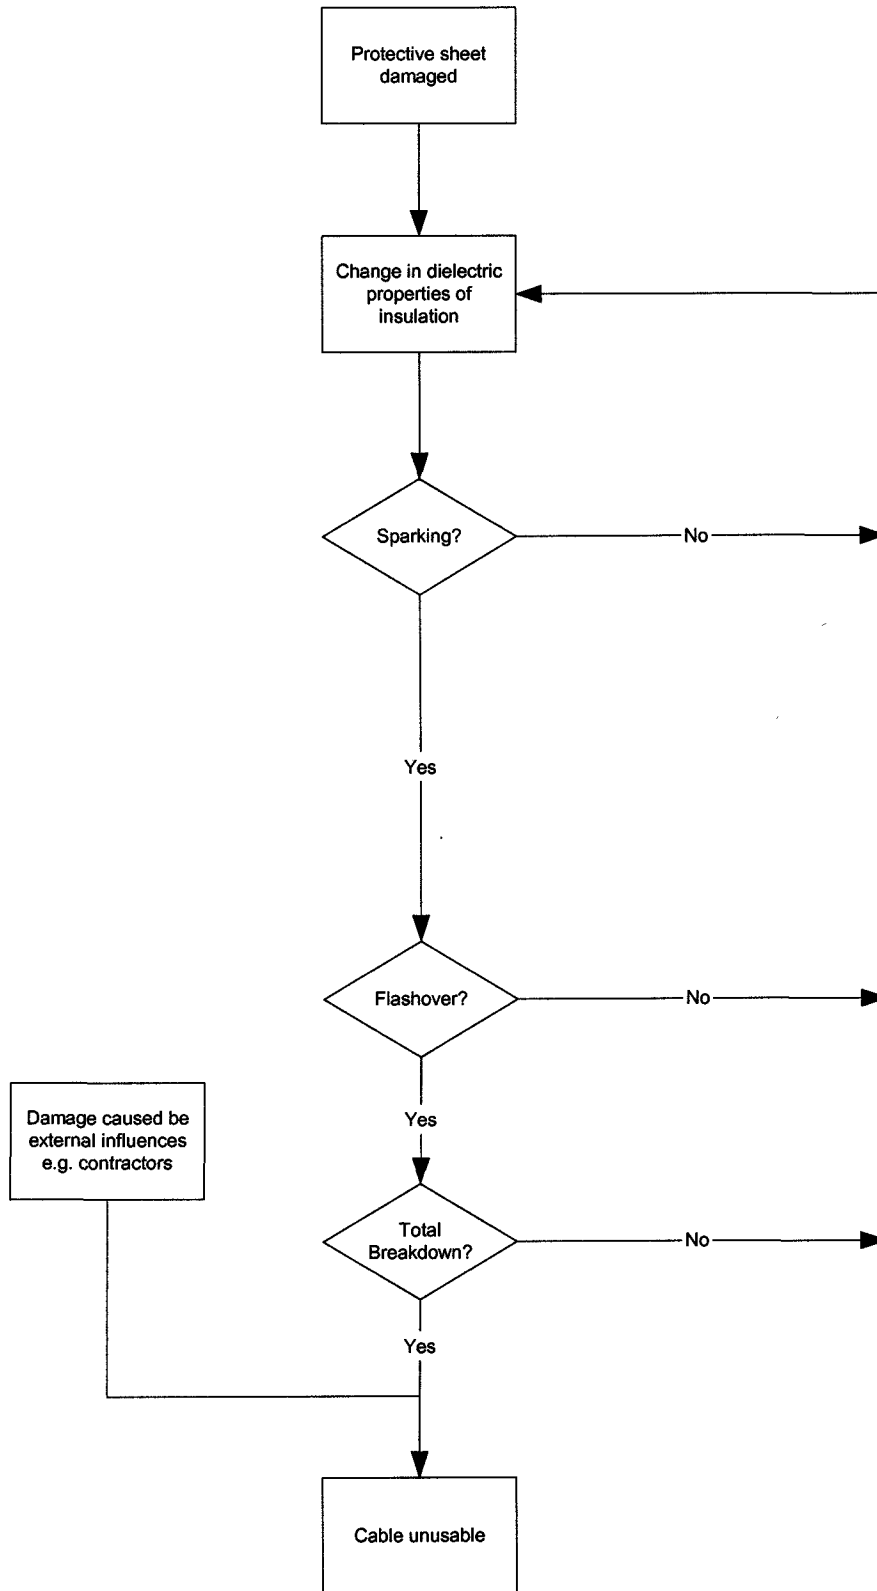 Protective sheet
damaged
Change in dielectric
properties of
insulation
Sparking?
No
Yes
Flashover?
No
Yes
Damage caused be
external influences
e.g. contractors
Total
Breakdown?
No
Yes
Cable unusable